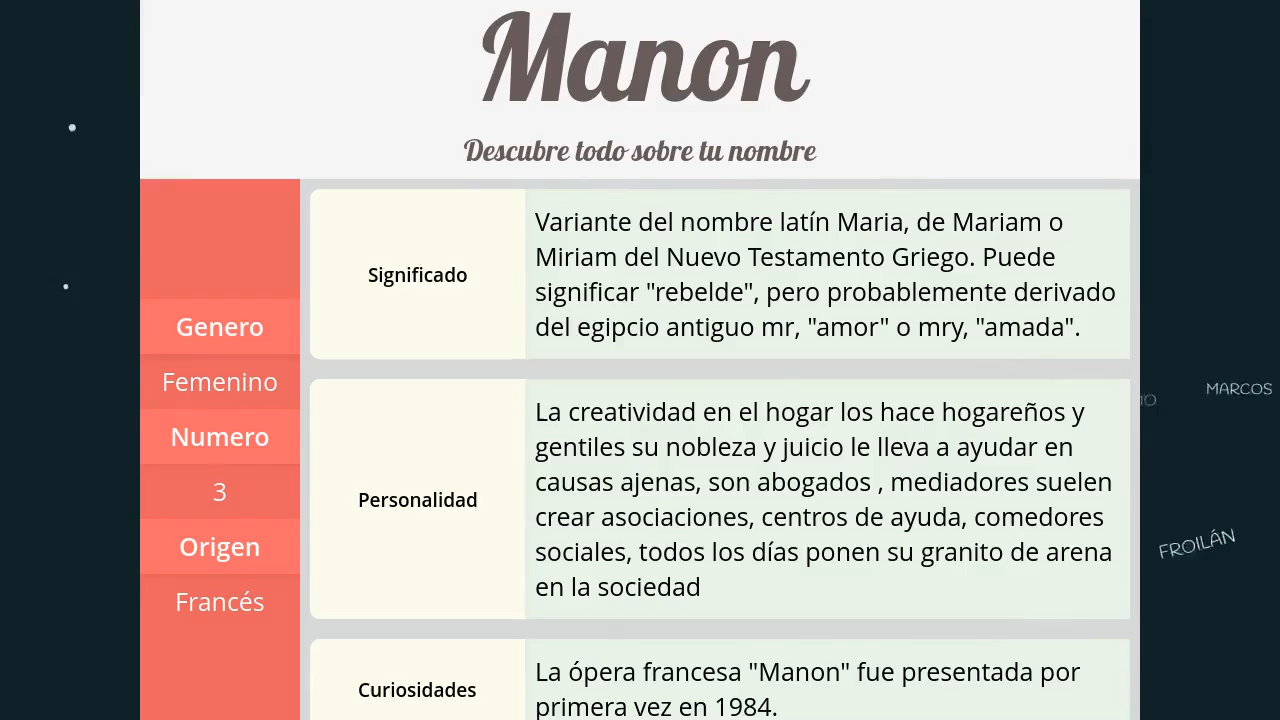 Manon
Descubre todo sobre tu nombre
Genero
Femenino
Numero
3
Origen
Francés
Significado
Variante del nombre latín Maria, de Mariam o
Miriam del Nuevo Testamento Griego. Puede
significar "rebelde", pero probablemente derivado
del egipcio antiguo mr, "amor" o mry, "amada".
Personalidad
La creatividad en el hogar los hace hogareños y
gentiles su nobleza y juicio le lleva a ayudar en
causas ajenas, son abogados , mediadores suelen
crear asociaciones, centros de ayuda, comedores
sociales, todos los días ponen su granito de arena
en la sociedad
Curiosidades
La ópera francesa "Manon" fue presentada por
primera vez en 1984.
MARCOS
FROILÁN